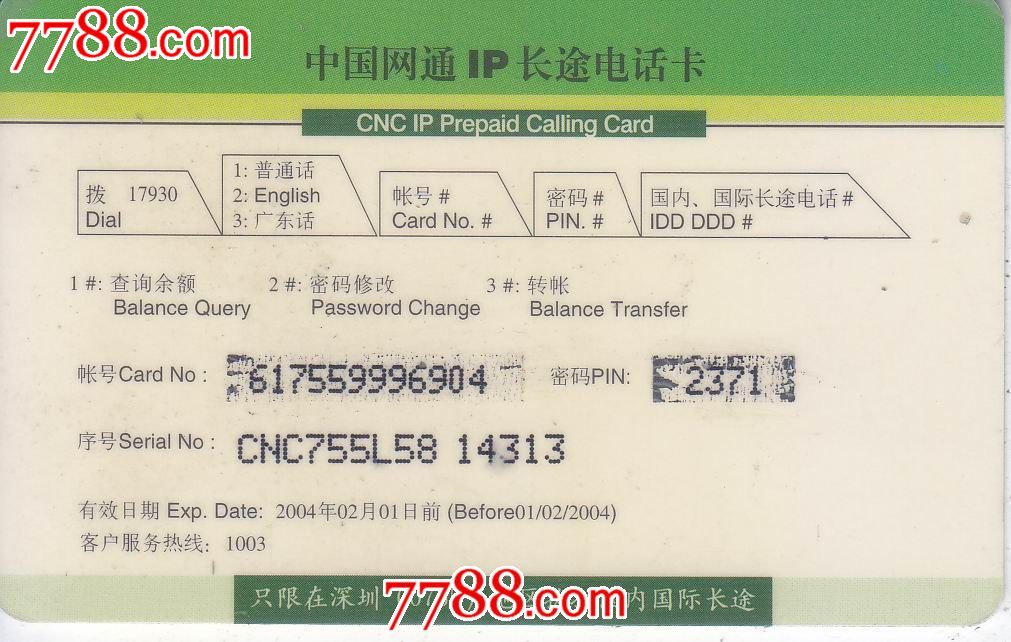 7788.com
中国网通 IP 长途电话卡
CNC IP Prepaid Calling Card
拨 17930
Dial
1: 普通话
2: English
3: 广东话
帐号 #
Card No. #
密码 #
PIN. #
国内、国际长途电话 #
IDD DDD #
1 #: 查询余额 2 #: 密码修改 3 #: 转帐
Balance Query Password Change Balance Transfer
帐号Card No : 617559996904 密码PIN: 2371
序号Serial No : CNC755L58 14313
有效日期 Exp. Date: 2004年02月01日前 (Before01/02/2004)
客户服务热线: 1003
只限在深圳 内国际长途
7788.com